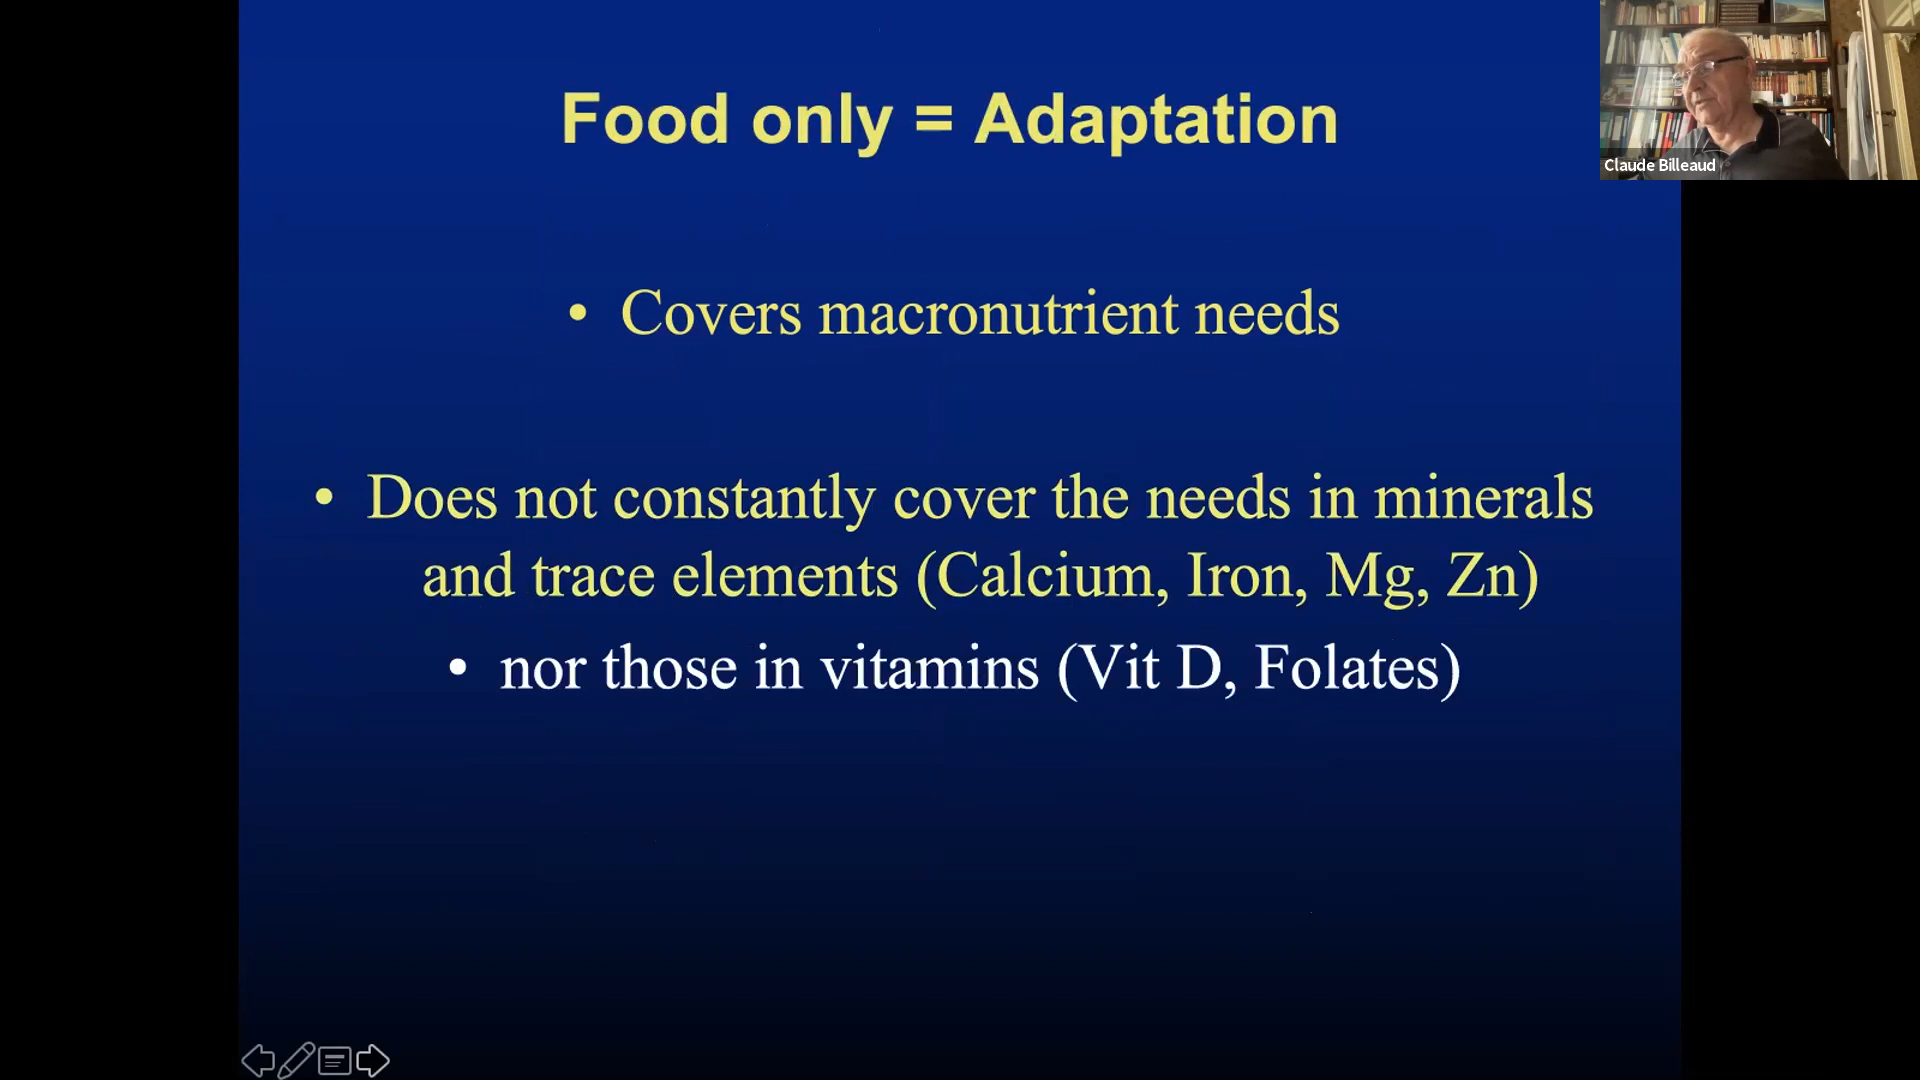 Food only = Adaptation
Claude Billeaud
• Covers macronutrient needs
• Does not constantly cover the needs in minerals
and trace elements (Calcium, Iron, Mg, Zn)
• nor those in vitamins (Vit D, Folates)